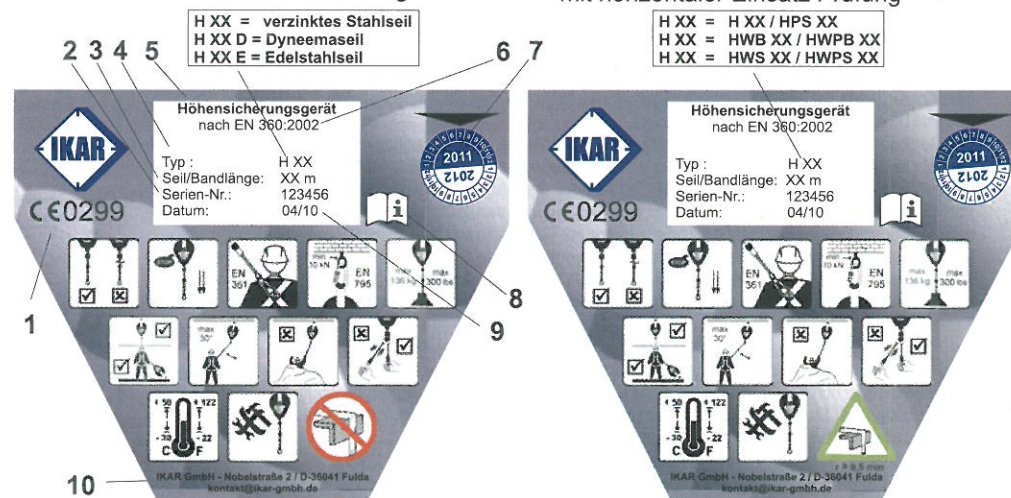 mit horizontaler Einsatz Prüfung
H XX = verzinktes Stahlseil
H XX D = Dyneemaseil
H XX E = Edelstahlseil
H XX = H XX / HPS XX
H XX = HWB XX / HWPB XX
H XX = HWS XX / HWPS XX
2 3 4 5 6 7
Höhensicherungsgerät
nach EN 360:2002
IKAR
Typ : H XX
Seil/Bandlänge: XX m
Serien-Nr.: 123456
Datum: 04/10
2011
2012
CE0299
i
1
8
9
EN 361
min 10 kN
EN 795
max 136 kg
max 300 lbs
max 30°
+ 50 + 122
- 30 - 22
C F
10
IKAR GmbH - Nobelstraße 2 / D-36041 Fulda
kontakt@ikar-gmbh.de
Höhensicherungsgerät
nach EN 360:2002
IKAR
Typ : H XX
Seil/Bandlänge: XX m
Serien-Nr.: 123456
Datum: 04/10
2011
2012
CE0299
i
EN 361
min 10 kN
EN 795
max 136 kg
max 300 lbs
max 30°
+ 50 + 122
- 30 - 22
C F
r = 0,5 min
IKAR GmbH - Nobelstraße 2 / D-36041 Fulda
kontakt@ikar-gmbh.de